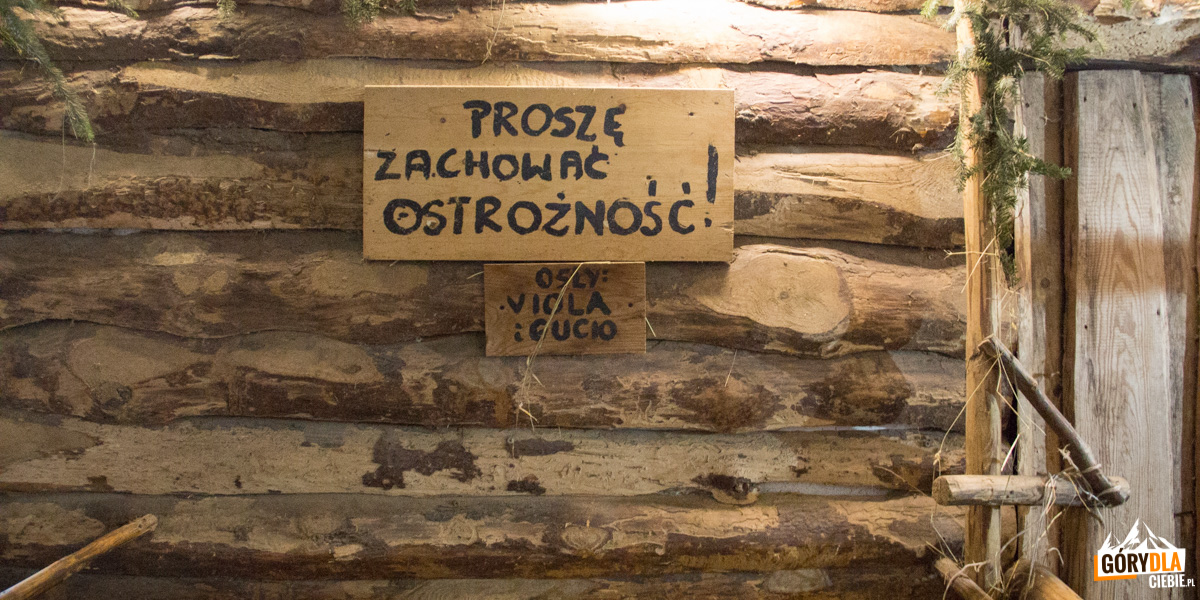 PROSZĘ
ZACHOWAĆ
OSTROŻNOŚĆ!
OSŁY:
VIOLA
i GUCIO
GÓRYDLA
CIEBIE.PL